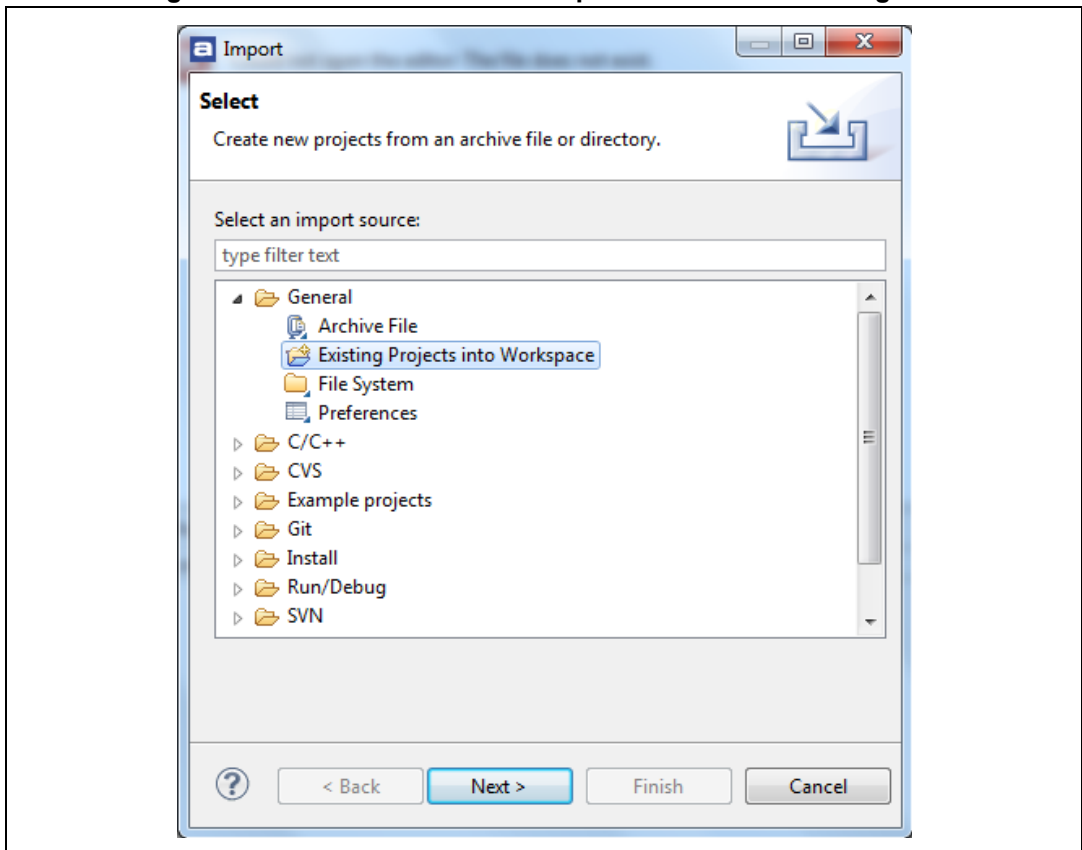 Import
Select
Create new projects from an archive file or directory.
Select an import source:
type filter text
General
Archive File
Existing Projects into Workspace
File System
Preferences
C/C++
CVS
Example projects
Git
Install
Run/Debug
SVN
< Back Next > Finish Cancel